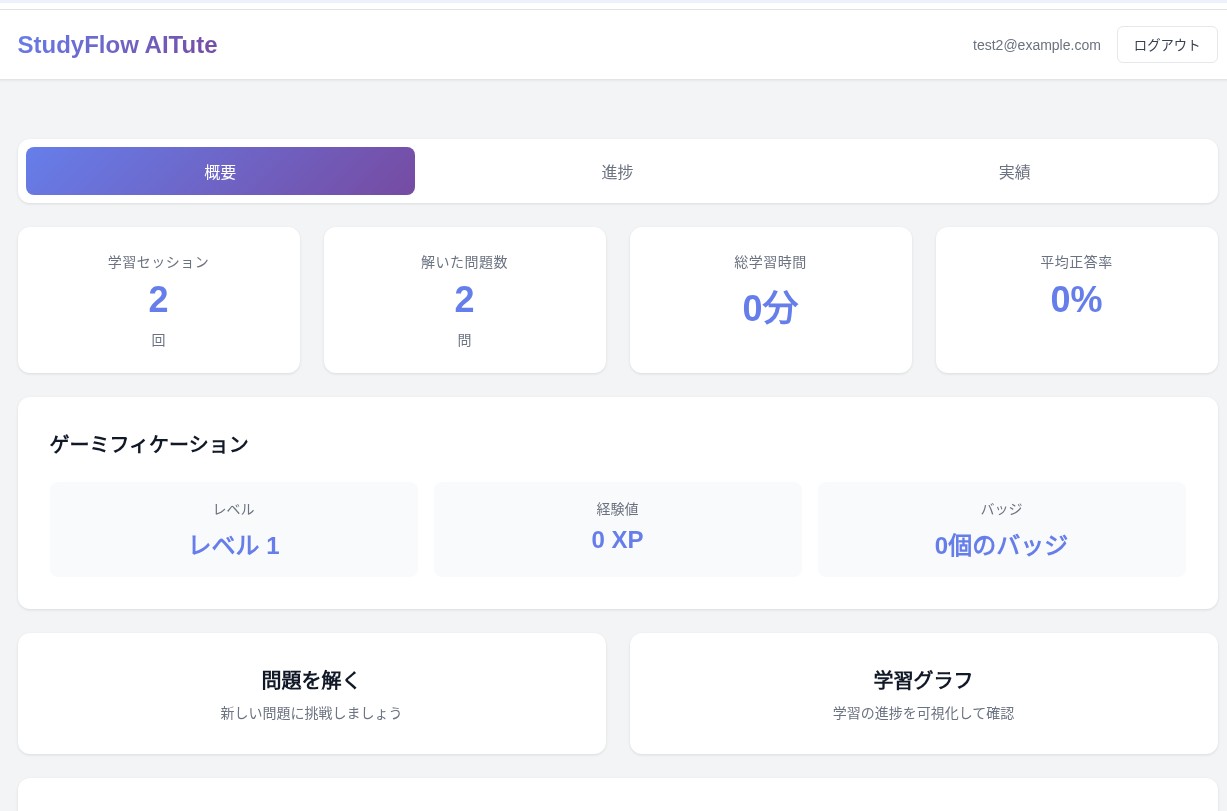 StudyFlow AITute
test2@example.com
ログアウト
概要
進捗
実績
学習セッション
2
回
解いた問題数
2
問
総学習時間
0分
平均正答率
0%
ゲーミフィケーション
レベル
レベル 1
経験値
0 XP
バッジ
0個のバッジ
問題を解く
新しい問題に挑戦しましょう
学習グラフ
学習の進捗を可視化して確認